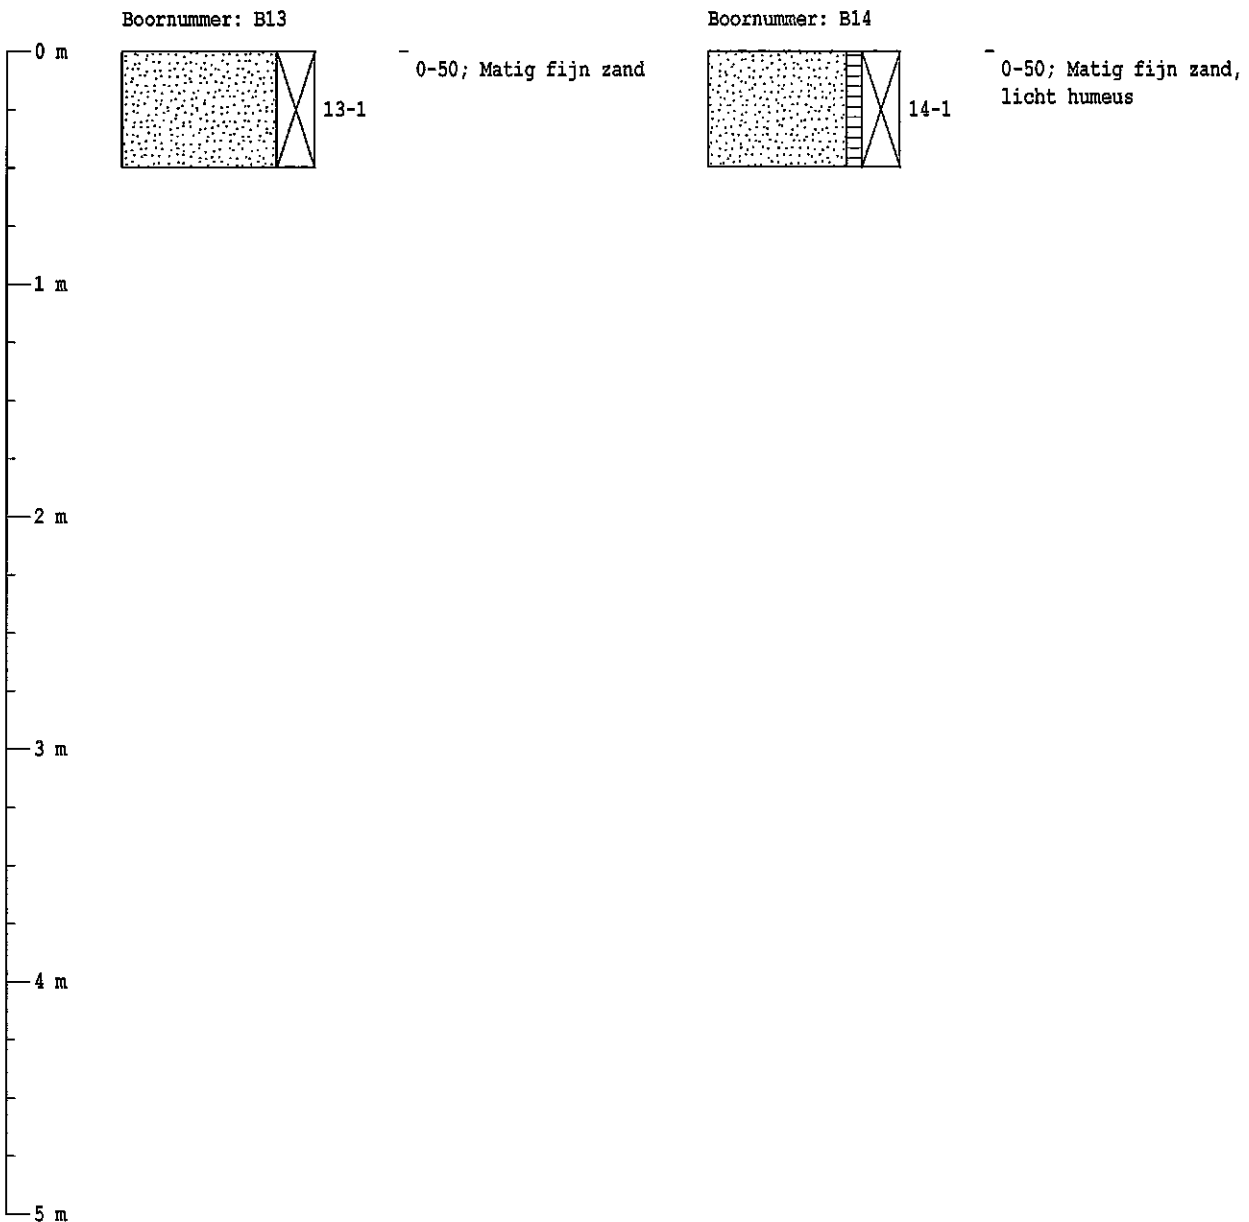 Boornummer: B13
0-50; Matig fijn zand
13-1
Boornummer: B14
0-50; Matig fijn zand,
licht humeus
14-1
0 m
1 m
2 m
3 m
4 m
5 m